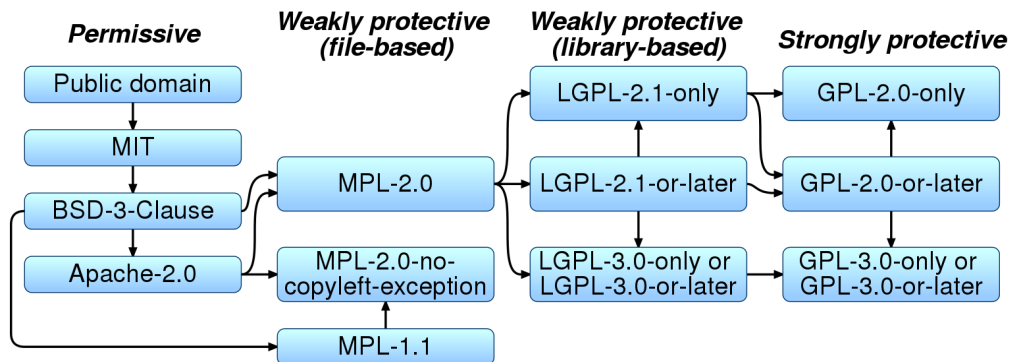 Permissive
Weakly protective
(file-based)
Weakly protective
(library-based)
Strongly protective
Public domain
MIT
BSD-3-Clause
Apache-2.0
MPL-2.0
MPL-2.0-no-
copyleft-exception
MPL-1.1
LGPL-2.1-only
LGPL-2.1-or-later
LGPL-3.0-only or
LGPL-3.0-or-later
GPL-2.0-only
GPL-2.0-or-later
GPL-3.0-only or
GPL-3.0-or-later